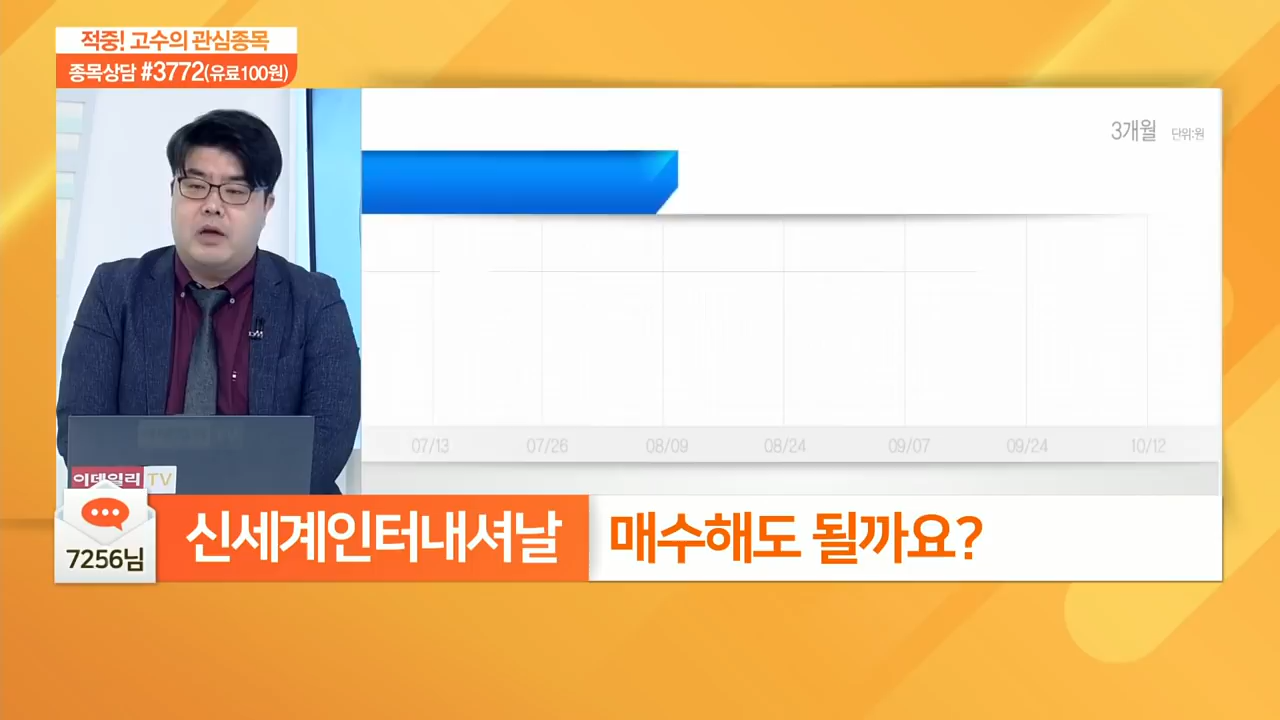 적중! 고수의 관심종목
종목상담 #3772(유료100원)
3개월 단위:원
07/13 07/26 08/09 08/24 09/07 09/24 10/12
이데일리 TV
7256님
신세계인터내셔날 매수해도 될까요?